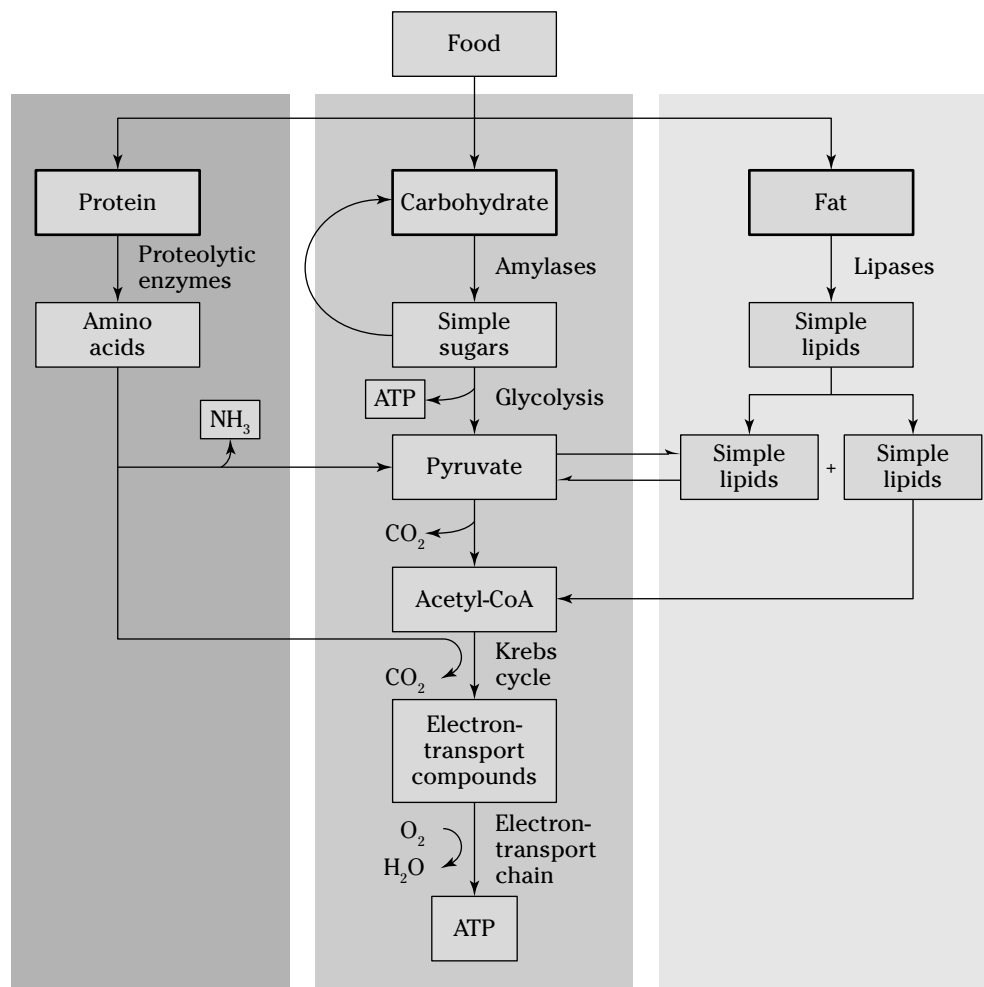 Food
Protein
Carbohydrate
Fat
Proteolytic
enzymes
Amylases
Lipases
Amino
acids
Simple
sugars
Simple
lipids
ATP
Glycolysis
NH₃
Pyruvate
Simple
lipids
+
Simple
lipids
CO₂
Acetyl-CoA
Krebs
cycle
CO₂
Electron-
transport
compounds
O₂
H₂O
Electron-
transport
chain
ATP